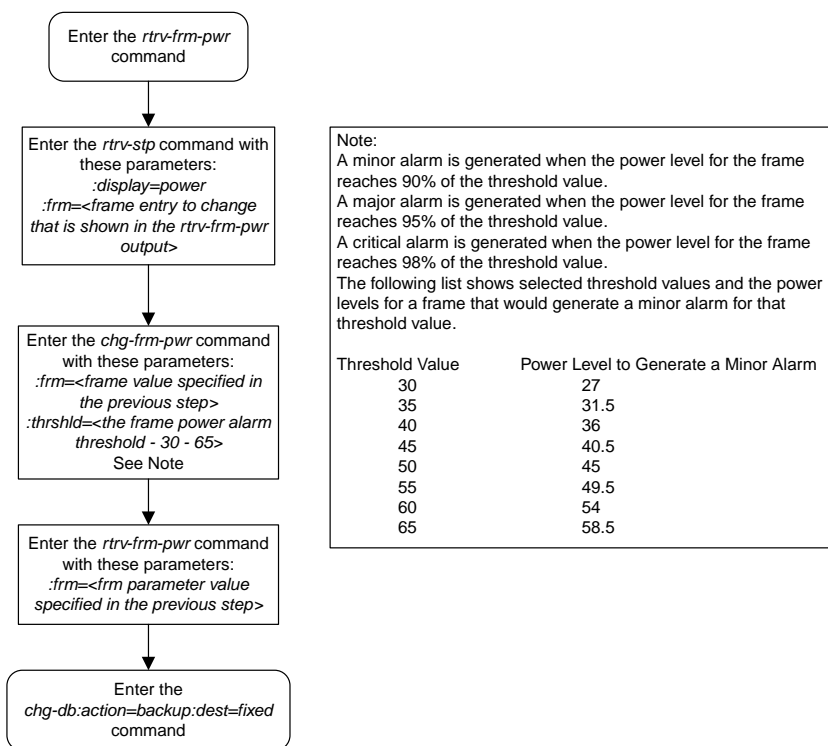 Enter the rtrv-frm-pwr
command
Enter the rtrv-stp command with
these parameters:
:display=power
:frm=<frame entry to change
that is shown in the rtrv-frm-pwr
output>
Enter the chg-frm-pwr command
with these parameters:
:frm=<frame value specified in
the previous step>
:thrshld=<the frame power alarm
threshold - 30 - 65>
See Note
Enter the rtrv-frm-pwr command
with these parameters:
:frm=<frm parameter value
specified in the previous step>
Enter the
chg-db:action=backup:dest=fixed
command
Note:
A minor alarm is generated when the power level for the frame
reaches 90% of the threshold value.
A major alarm is generated when the power level for the frame
reaches 95% of the threshold value.
A critical alarm is generated when the power level for the frame
reaches 98% of the threshold value.
The following list shows selected threshold values and the power
levels for a frame that would generate a minor alarm for that
threshold value.
Threshold Value Power Level to Generate a Minor Alarm
30 27
35 31.5
40 36
45 40.5
50 45
55 49.5
60 54
65 58.5